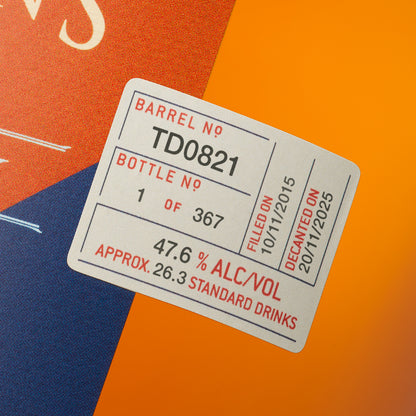 NS
BARREL Nº
TD0821
BOTTLE Nº
1 OF 367
FILLED ON
10/11/2015
DECANTED ON
20/11/2025
47.6 % ALC/VOL
APPROX. 26.3 STANDARD DRINKS